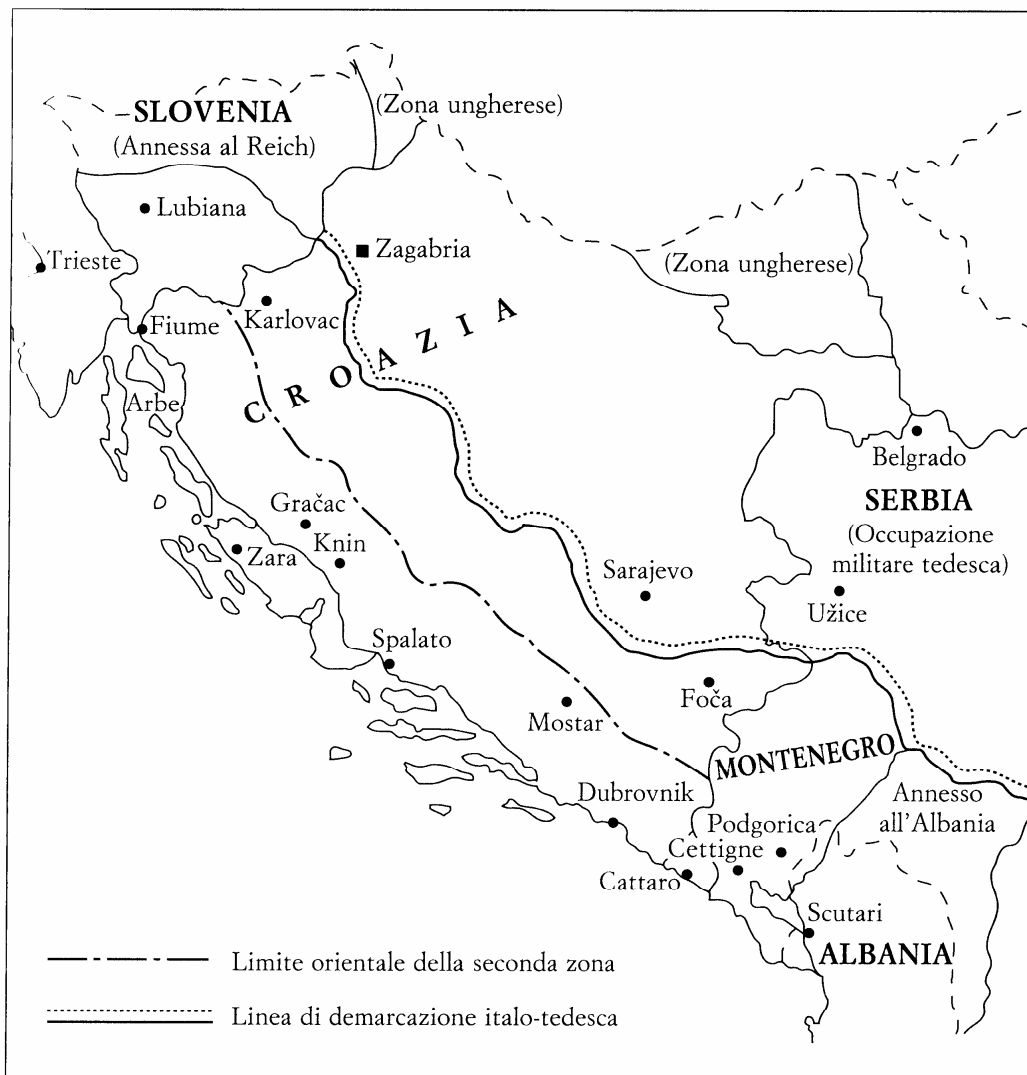 SLOVENIA
(Annessa al Reich)
(Zona ungherese)
Lubiana
Trieste
Zagabria
(Zona ungherese)
Fiume
Karlovac
CROAZIA
Arbe
Belgrado
SERBIA
(Occupazione
militare tedesca)
Gračac
Knin
Zara
Sarajevo
Užice
Spalato
Foča
Mostar
MONTENEGRO
Dubrovnik
Annesso
all'Albania
Podgorica
Cettigne
Cattaro
Scutari
ALBANIA
Limite orientale della seconda zona
Linea di demarcazione italo-tedesca